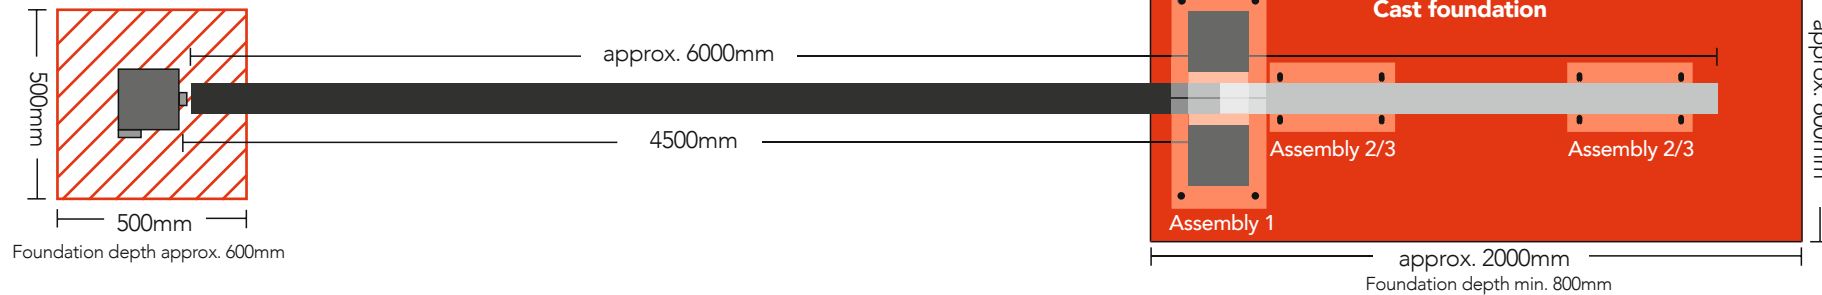 Cast foundation
approx. 6000mm
500mm
4500mm
Assembly 2/3
Assembly 2/3
500mm
Assembly 1
Foundation depth approx. 600mm
approx. 2000mm
Foundation depth min. 800mm